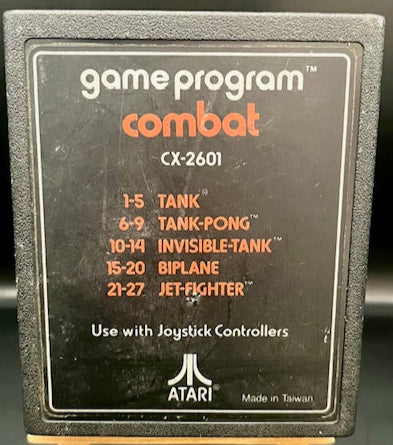 game program™
combat
CX-2601
1-5 TANK®
6-9 TANK-PONG™
10-14 INVISIBLE-TANK™
15-20 BIPLANE
21-27 JET-FIGHTER™
Use with Joystick Controllers
ATARI®
Made in Taiwan